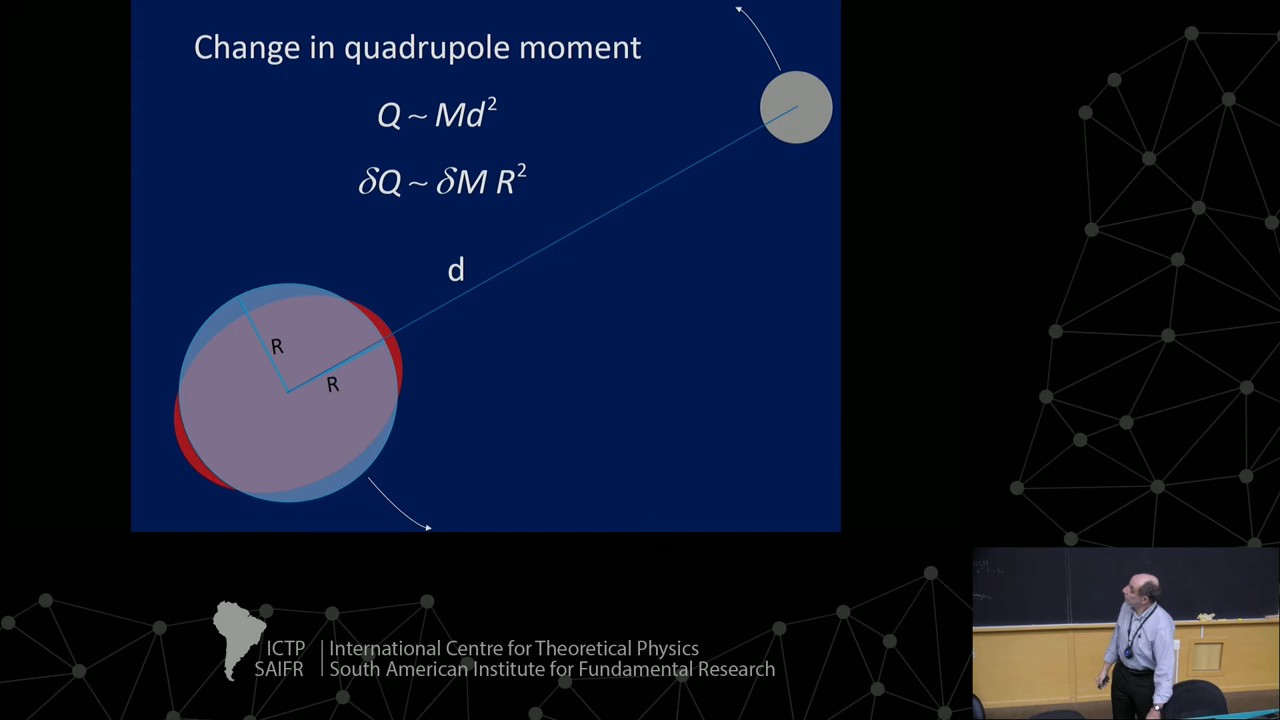 Change in quadrupole moment
Q ~ Md²
δQ ~ δM R²
d
R
R
ICTP
SAIFR
International Centre for Theoretical Physics
South American Institute for Fundamental Research